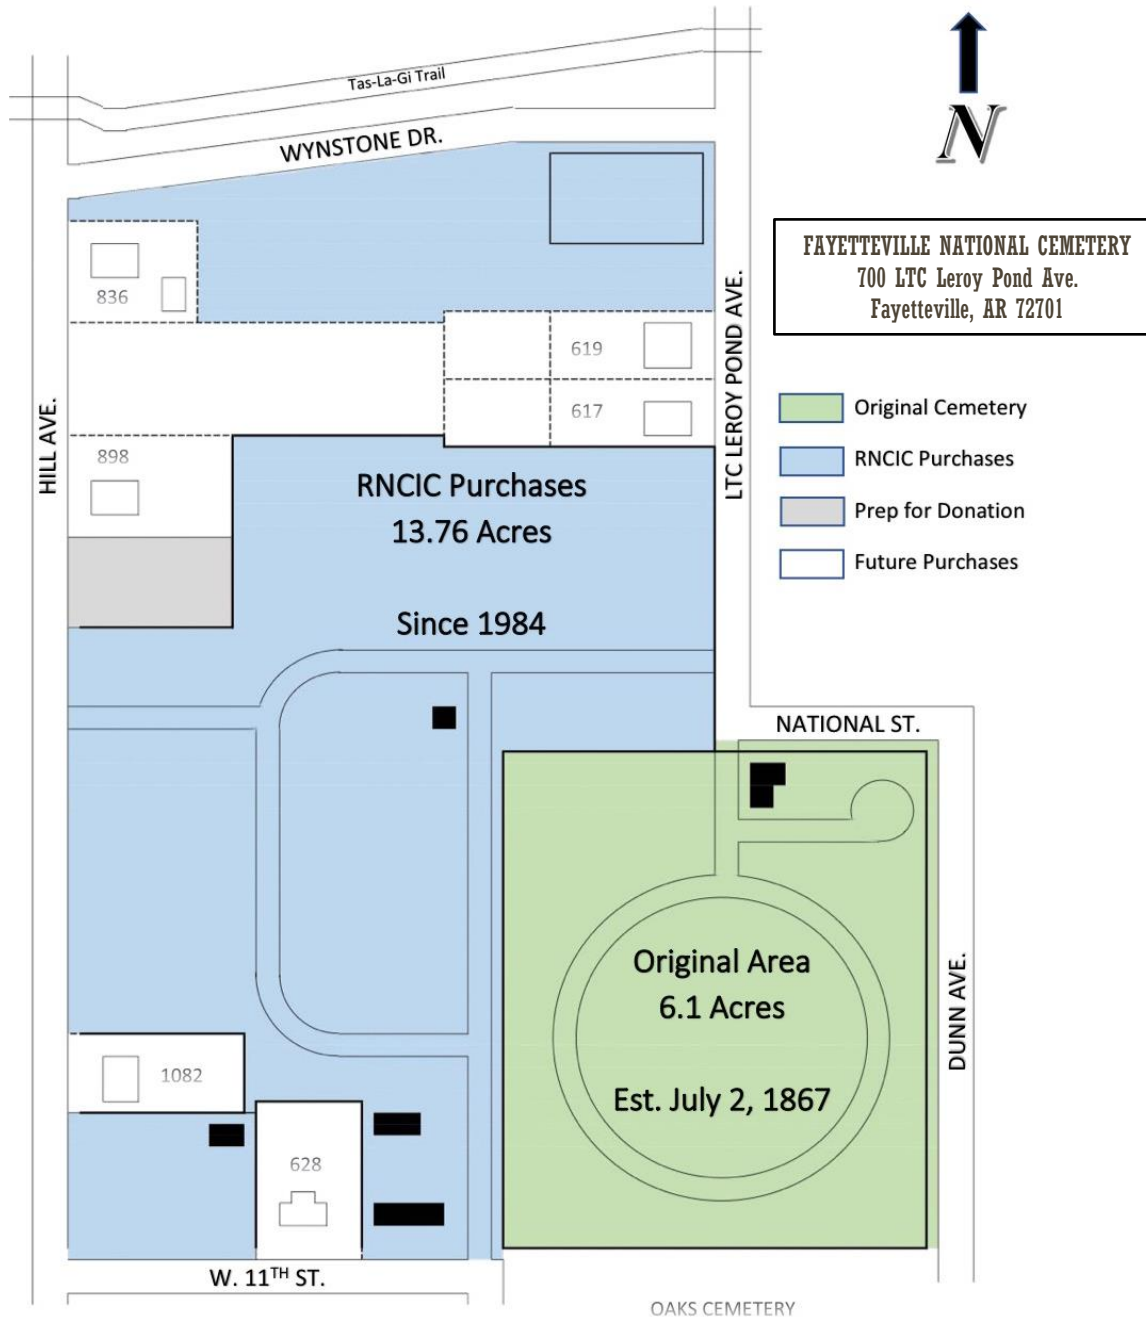 Tas-La-Gi Trail
WYNSTONE DR.
N
FAYETTEVILLE NATIONAL CEMETERY
700 LTC Leroy Pond Ave.
Fayetteville, AR 72701
836
619
617
898
HILL AVE.
LTC LEROY POND AVE.
Original Cemetery
RNCIC Purchases
Prep for Donation
Future Purchases
RNCIC Purchases
13.76 Acres
Since 1984
NATIONAL ST.
Original Area
6.1 Acres
Est. July 2, 1867
DUNN AVE.
1082
628
W. 11TH ST.
OAKS CEMETERY